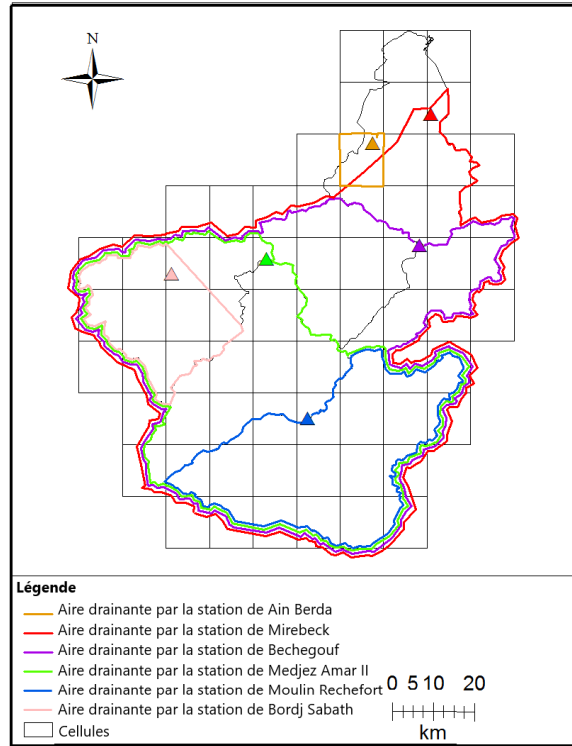 N
Légende
Aire drainante par la station de Ain Berda
Aire drainante par la station de Mirebeck
Aire drainante par la station de Bechegouf
Aire drainante par la station de Medjez Amar II
Aire drainante par la station de Moulin Rechefort
Aire drainante par la station de Bordj Sabath
Cellules
0 5 10 20
km